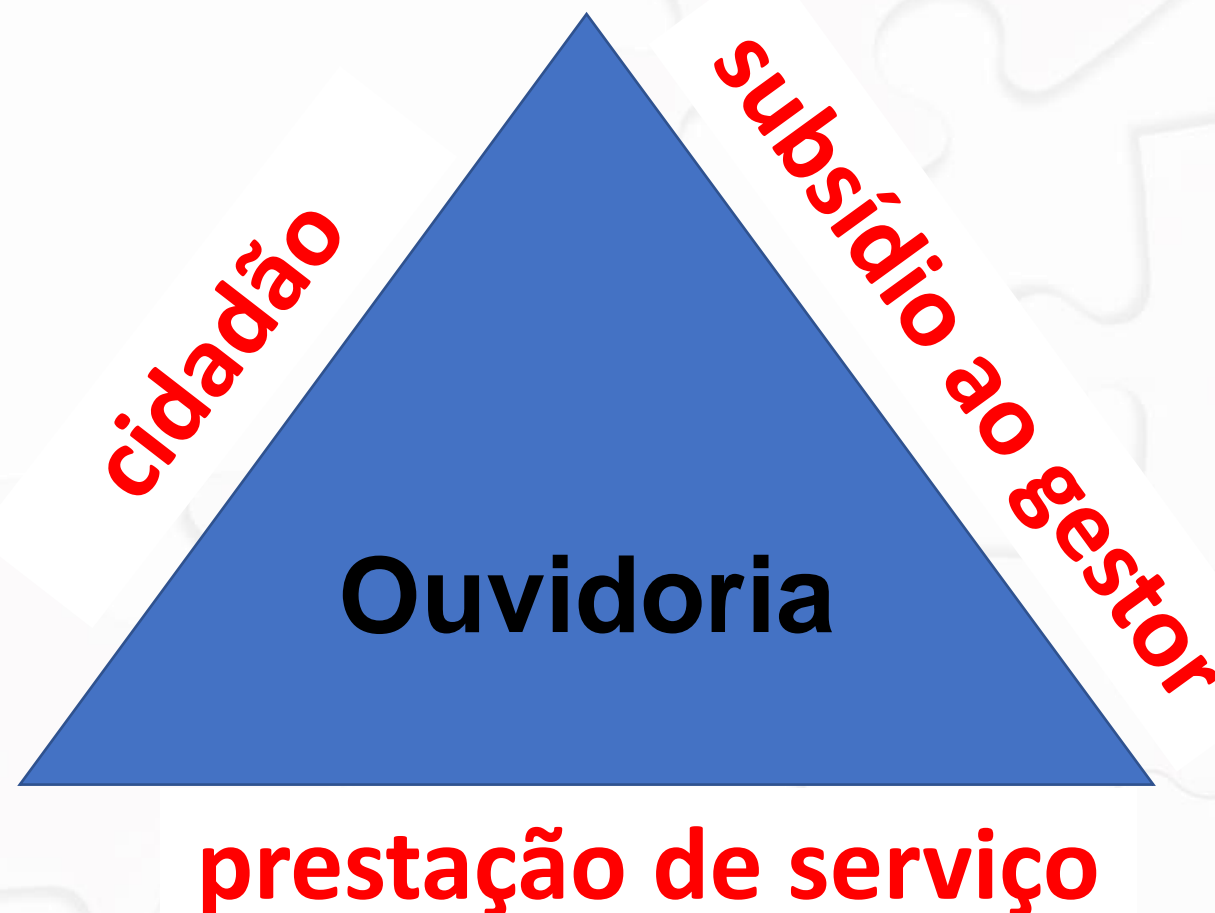 cidadão
subsídio ao gestor
Ouvidoria
prestação de serviço